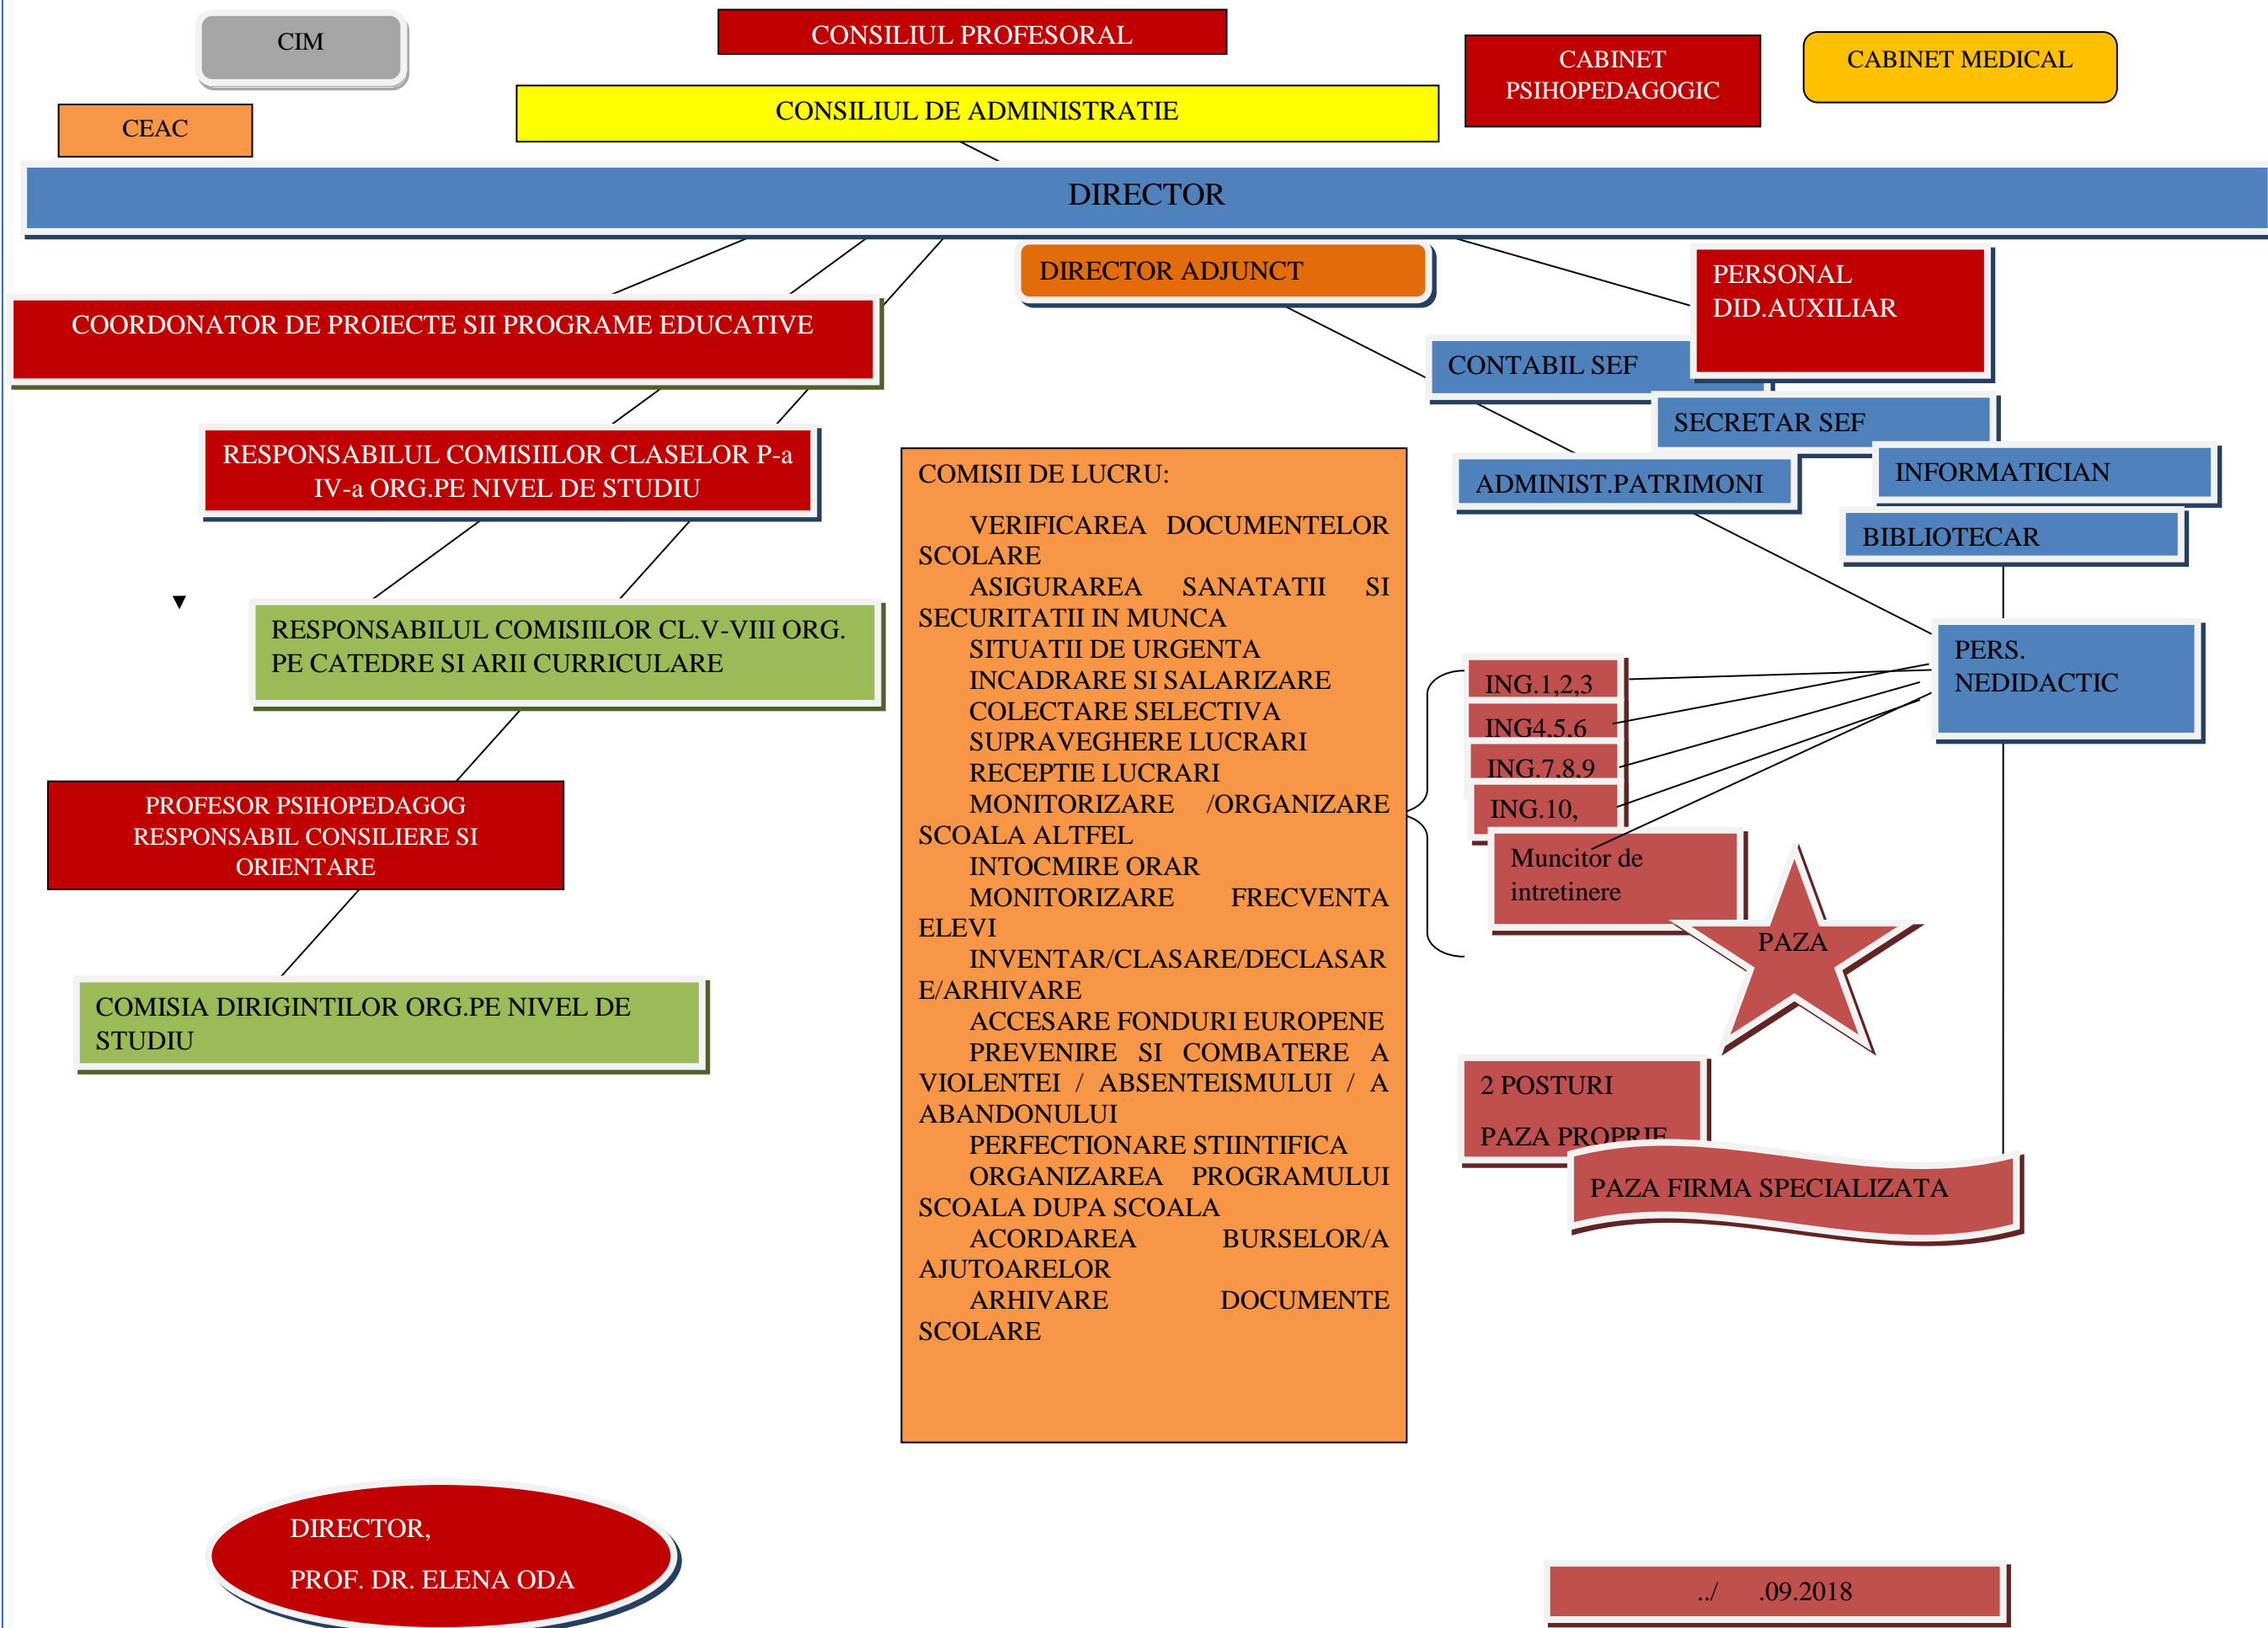 CIM
CONSILIUL PROFESORAL
CABINET
PSIHOPEDAGOGIC
CABINET MEDICAL
CEAC
CONSILIUL DE ADMINISTRATIE
DIRECTOR
DIRECTOR ADJUNCT
PERSONAL
DID.AUXILIAR
COORDONATOR DE PROIECTE SII PROGRAME EDUCATIVE
CONTABIL SEF
SECRETAR SEF
RESPONSABILUL COMISIILOR CLASELOR P-a
IV-a ORG.PE NIVEL DE STUDIU
ADMINIST.PATRIMONI
INFORMATICIAN
BIBLIOTECAR
COMISII DE LUCRU:
VERIFICAREA DOCUMENTELOR
SCOLARE
ASIGURAREA SANATATII SI
SECURITATII IN MUNCA
SITUATII DE URGENTA
INCADRARE SI SALARIZARE
COLECTARE SELECTIVA
SUPRAVEGHERE LUCRARI
RECEPTIE LUCRARI
MONITORIZARE /ORGANIZARE
SCOALA ALTFEL
INTOCMIRE ORAR
MONITORIZARE FRECVENTA
ELEVI
INVENTAR/CLASARE/DECLASAR
E/ARHIVARE
ACCESARE FONDURI EUROPENE
PREVENIRE SI COMBATERE A
VIOLENTEI / ABSENTEISMULUI / A
ABANDONULUI
PERFECTIONARE STIINTIFICA
ORGANIZAREA PROGRAMULUI
SCOALA DUPA SCOALA
ACORDAREA BURSELOR/A
AJUTOARELOR
ARHIVARE DOCUMENTE
SCOLARE
RESPONSABILUL COMISIILOR CL.V-VIII ORG.
PE CATEDRE SI ARII CURRICULARE
PERS.
NEDIDACTIC
ING.1,2,3
ING4,5,6
ING.7,8,9
ING.10,
Muncitor de
intretinere
PAZA
PROFESOR PSIHOPEDAGOG
RESPONSABIL CONSILIERE SI
ORIENTARE
COMISIA DIRIGINTILOR ORG.PE NIVEL DE
STUDIU
2 POSTURI
PAZA PROPRIE
PAZA FIRMA SPECIALIZATA
DIRECTOR,
PROF. DR. ELENA ODA
../ .09.2018